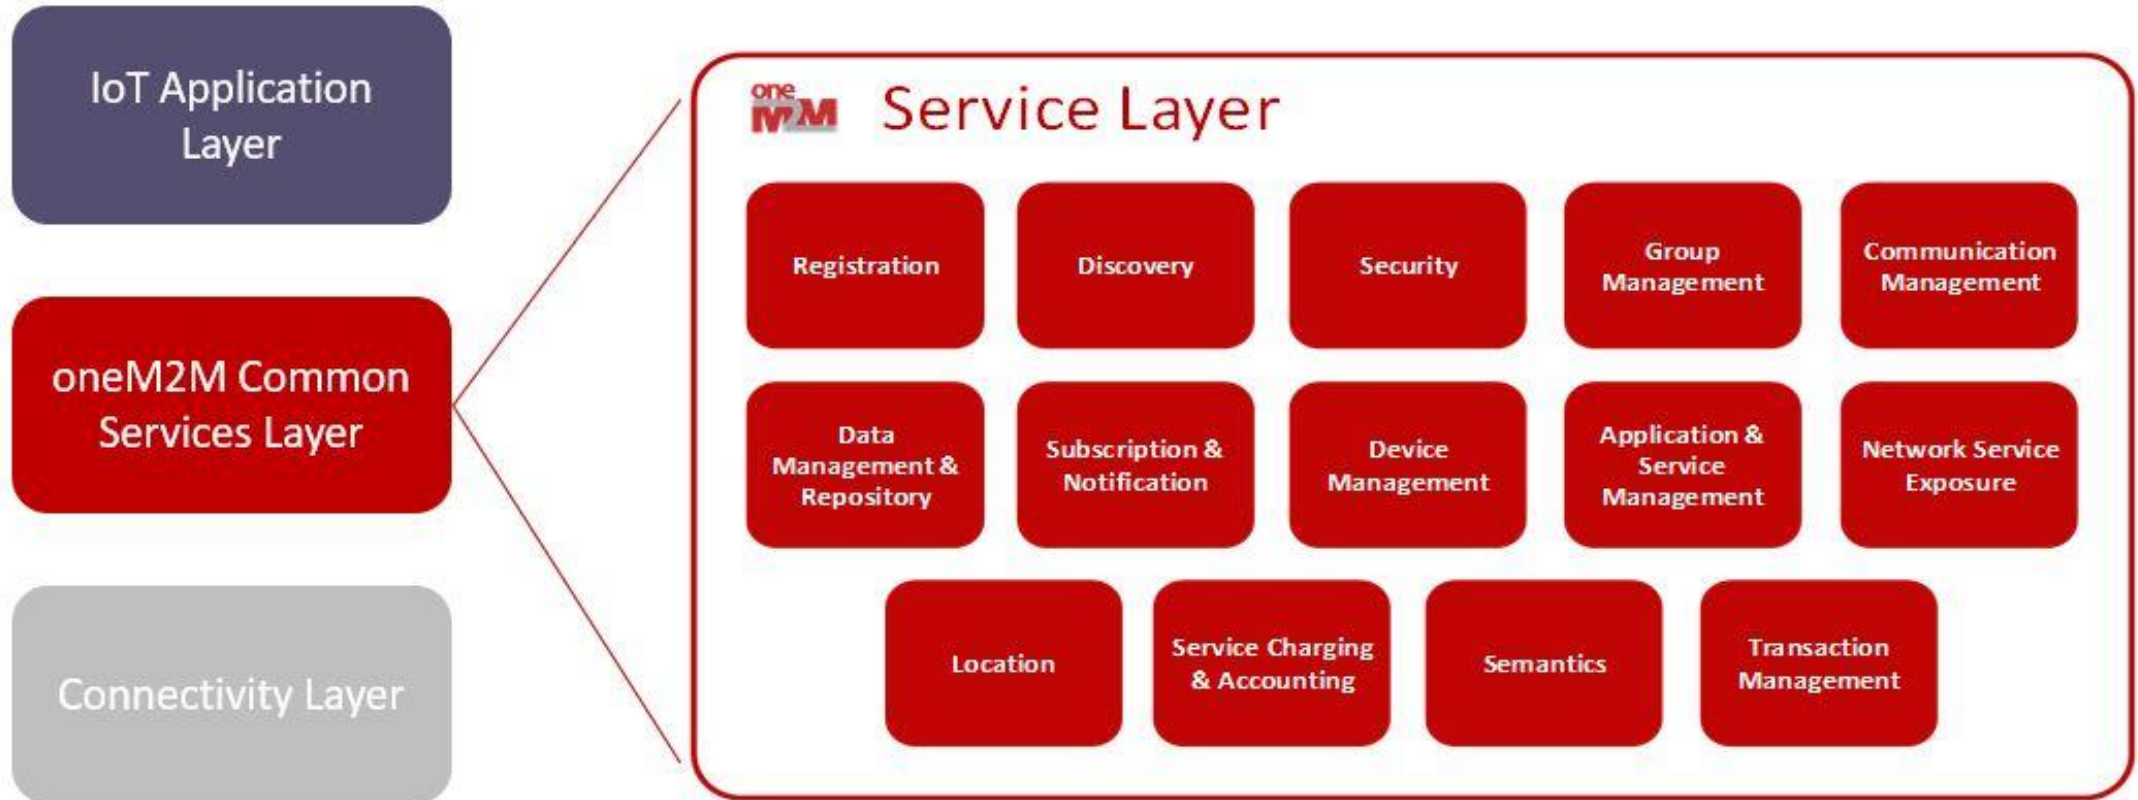 IoT Application
Layer
oneM2M Common
Services Layer
Connectivity Layer
one
M2M
Service Layer
Registration
Discovery
Security
Group
Management
Communication
Management
Data
Management &
Repository
Subscription &
Notification
Device
Management
Application &
Service
Management
Network Service
Exposure
Location
Service Charging
& Accounting
Semantics
Transaction
Management